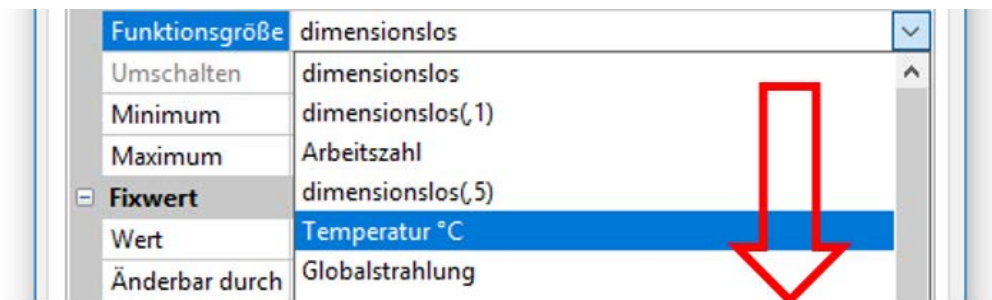 Funktionsgröße dimensionslos
Umschalten dimensionslos
Minimum dimensionslos(,1)
Maximum Arbeitszahl
Fixwert dimensionslos(,5)
Wert Temperatur °C
Änderbar durch Globalstrahlung